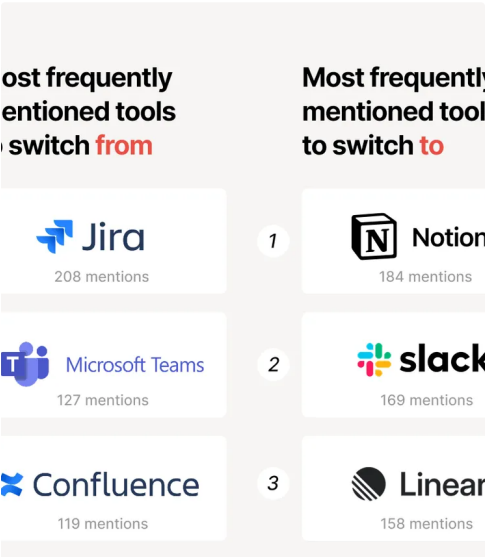 ost frequently
entioned tools
switch from
Most frequently
mentioned tool
to switch to
Jira
208 mentions
1
N Notion
184 mentions
T Microsoft Teams
127 mentions
2
slack
169 mentions
Confluence
119 mentions
3
Linear
158 mentions